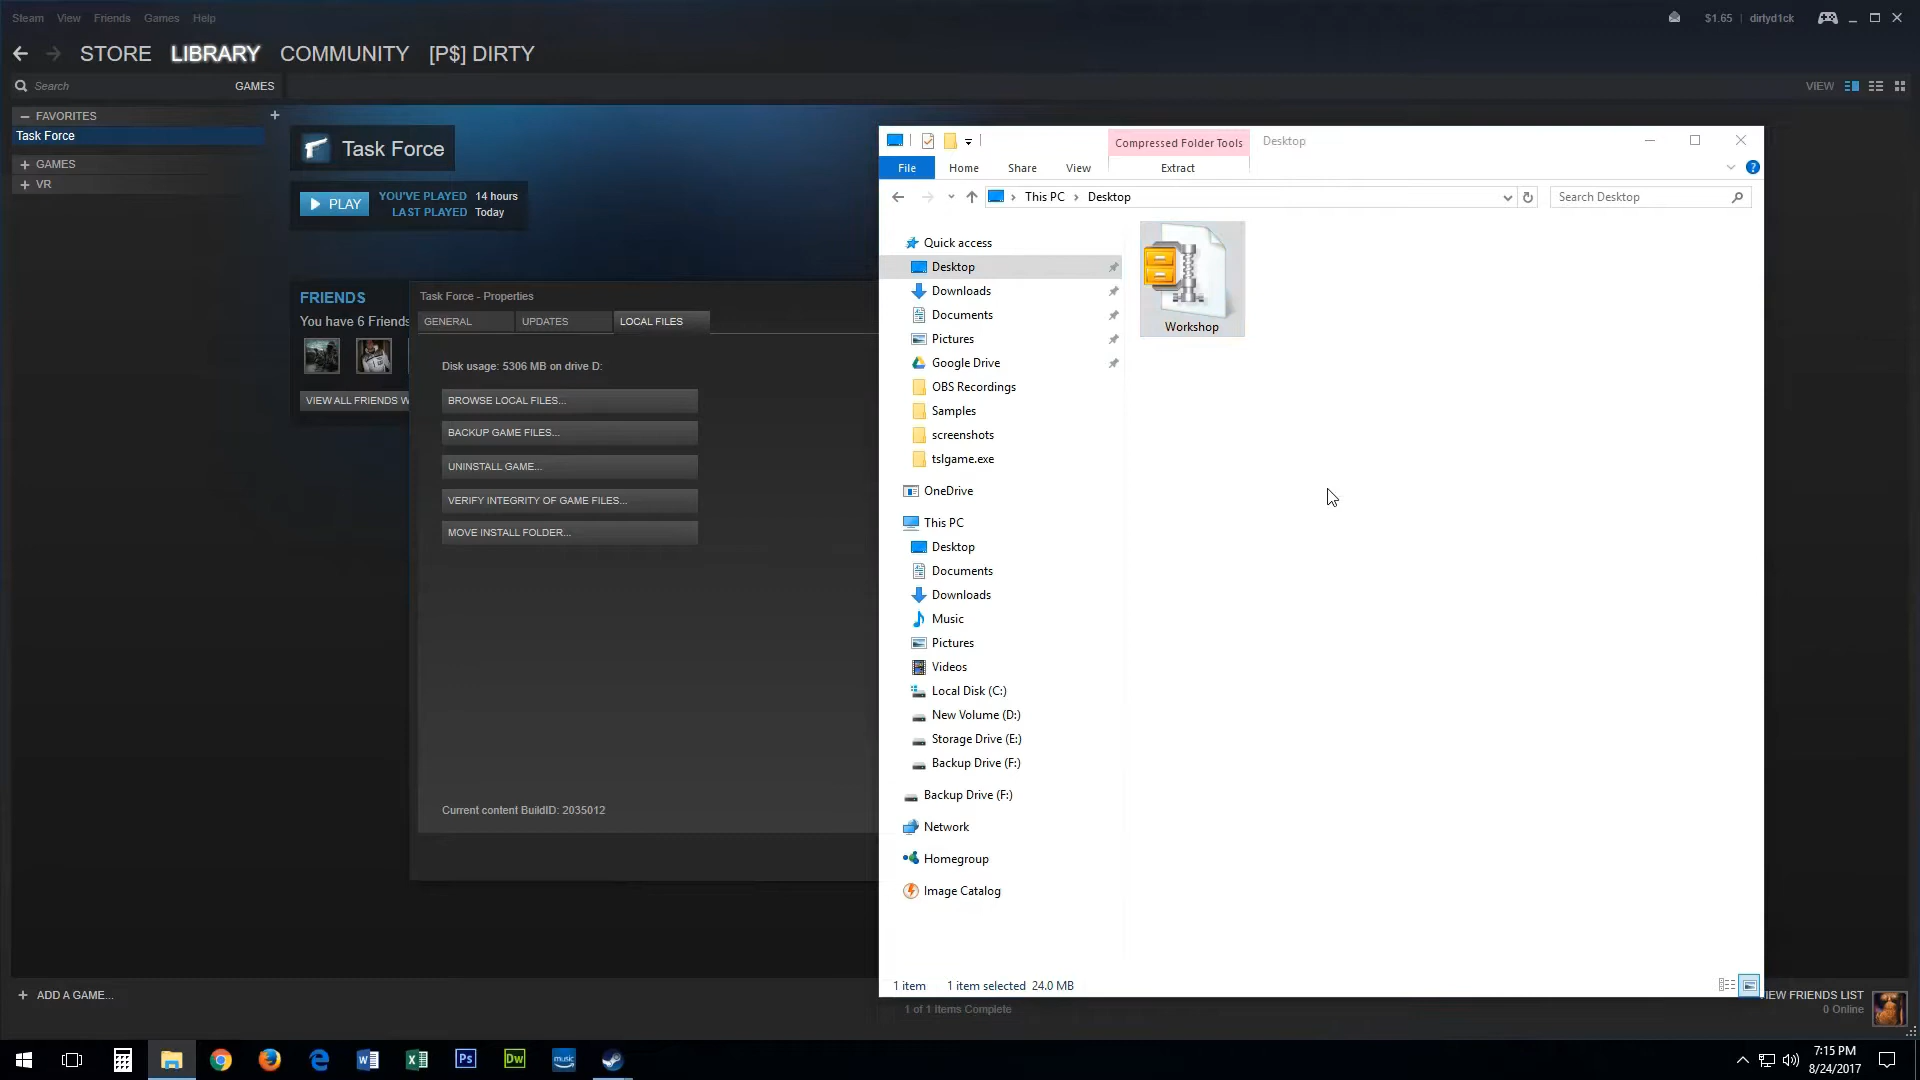 Steam View Friends Games Help
$1.65 | dirtyd1ck
STORE LIBRARY COMMUNITY [P$] DIRTY
Search GAMES
VIEW
FAVORITES
Task Force
GAMES
VR
Task Force
PLAY
YOU'VE PLAYED 14 hours
LAST PLAYED Today
FRIENDS
You have 6 Friends
VIEW ALL FRIENDS W
Task Force - Properties
GENERAL UPDATES LOCAL FILES
Disk usage: 5306 MB on drive D:
BROWSE LOCAL FILES...
BACKUP GAME FILES...
UNINSTALL GAME...
VERIFY INTEGRITY OF GAME FILES...
MOVE INSTALL FOLDER...
Current content BuildID: 2035012
Compressed Folder Tools Desktop
File Home Share View Extract
This PC Desktop
Search Desktop
Quick access
Desktop
Downloads
Documents
Pictures
Google Drive
OBS Recordings
Samples
screenshots
tslgame.exe
OneDrive
This PC
Desktop
Documents
Downloads
Music
Pictures
Videos
Local Disk (C:)
New Volume (D:)
Storage Drive (E:)
Backup Drive (F:)
Backup Drive (F:)
Network
Homegroup
Image Catalog
Workshop
1 item 1 item selected 24.0 MB
ADD A GAME...
1 of 1 Items Complete
IEW FRIENDS LIST
0 Online
Ps
Dw
music
7:15 PM
8/24/2017